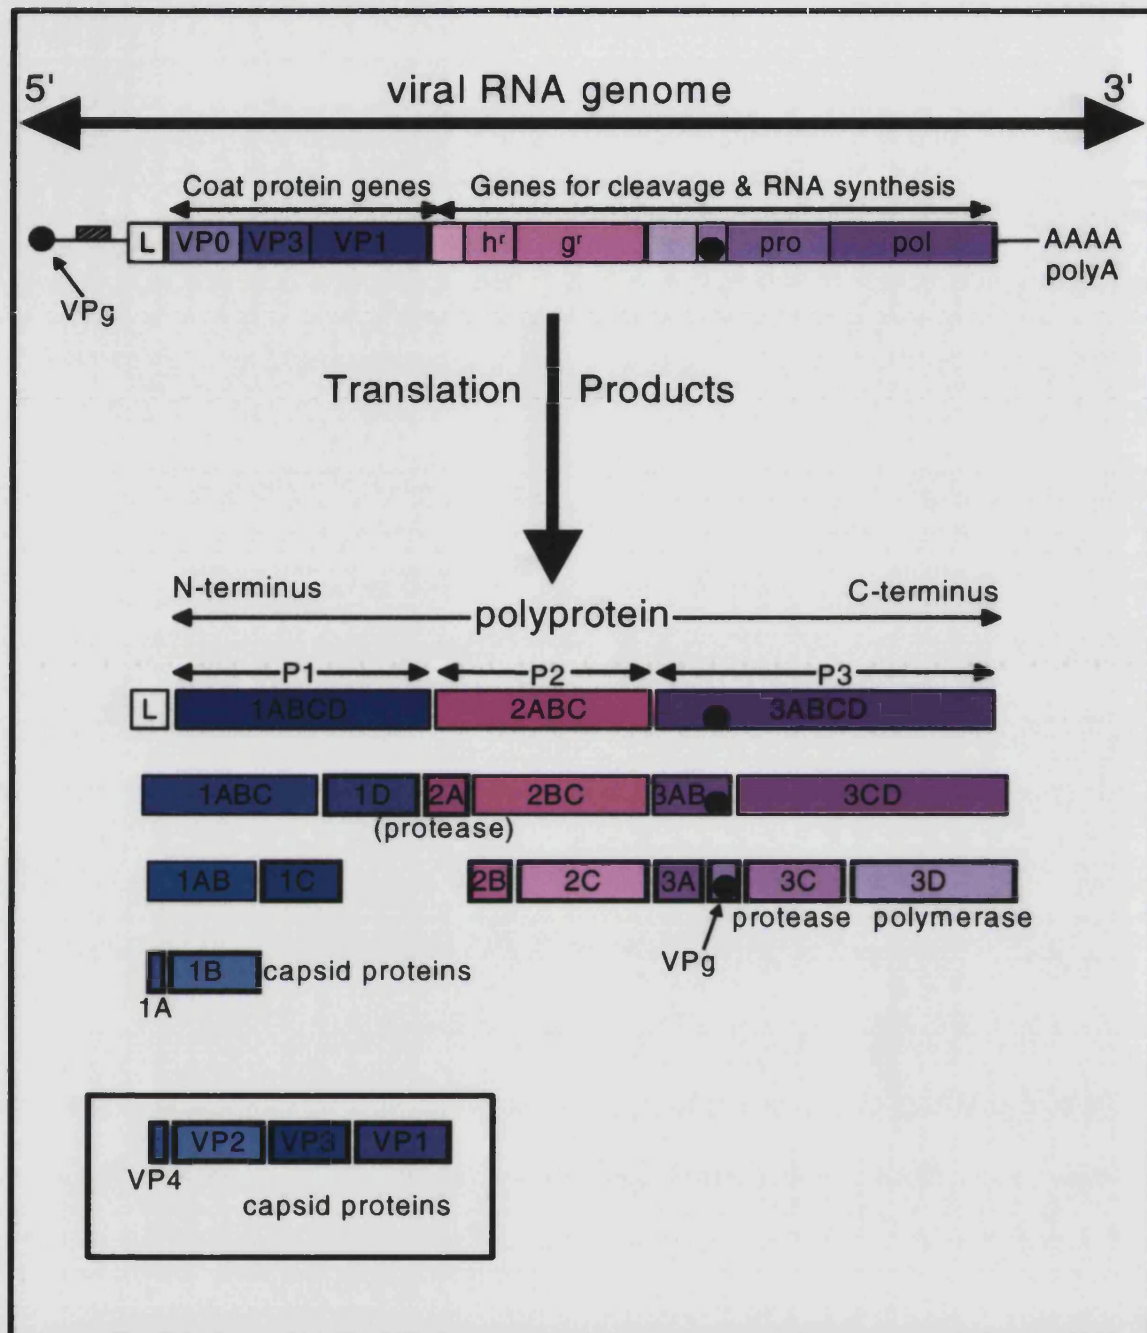 5' viral RNA genome 3'
Coat protein genes Genes for cleavage & RNA synthesis
L VP0 VP3 VP1 hr gr pro pol AAAA
polyA
VPg
Translation Products
N-terminus C-terminus
polyprotein
P1 P2 P3
L 1ABCD 2ABC 3ABCD
1ABC 1D 2A 2BC 3AB 3CD
(protease)
1AB 1C 2B 2C 3A 3C 3D
protease polymerase
VPg
1B capsid proteins
1A
VP2 VP3 VP1
VP4
capsid proteins